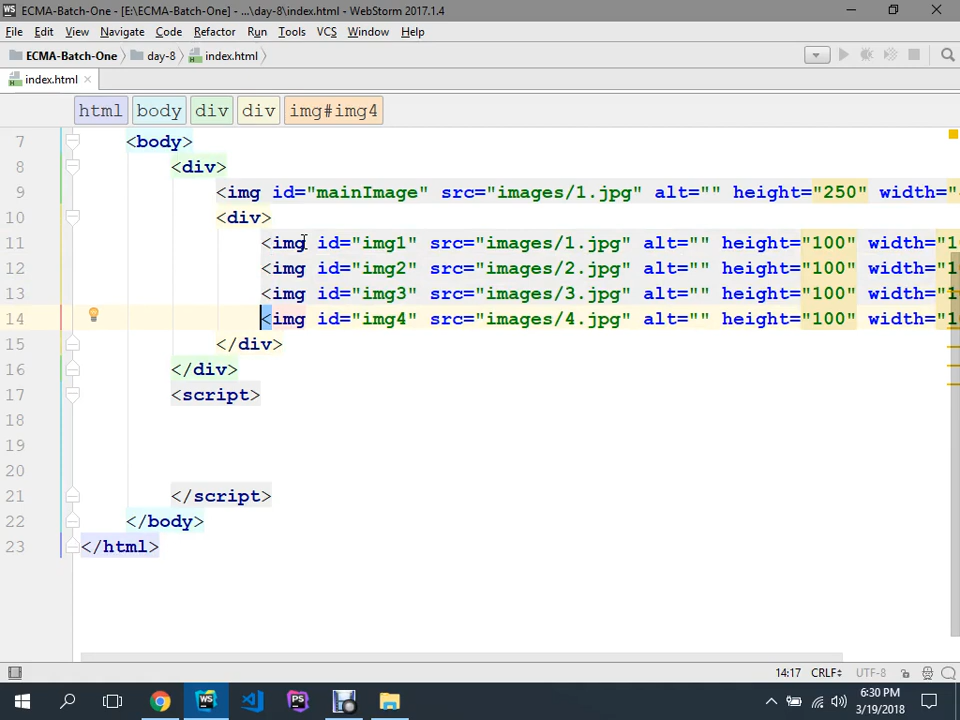 WS ECMA-Batch-One - [E:\ECMA-Batch-One] - ...\day-8\index.html - WebStorm 2017.1.4
File Edit View Navigate Code Refactor Run Tools VCS Window Help
ECMA-Batch-One day-8 index.html
index.html
html body div div img#img4
7 <body>
8 <div>
9 <img id="mainImage" src="images/1.jpg" alt="" height="250" width="
10 <div>
11 <img id="img1" src="images/1.jpg" alt="" height="100" width="1
12 <img id="img2" src="images/2.jpg" alt="" height="100" width="1
13 <img id="img3" src="images/3.jpg" alt="" height="100" width="1
14 <img id="img4" src="images/4.jpg" alt="" height="100" width="1
15 </div>
16 </div>
17 <script>
18
19
20
21 </script>
22 </body>
23 </html>
14:17 CRLF÷ UTF-8
WS PS 6:30 PM
3/19/2018